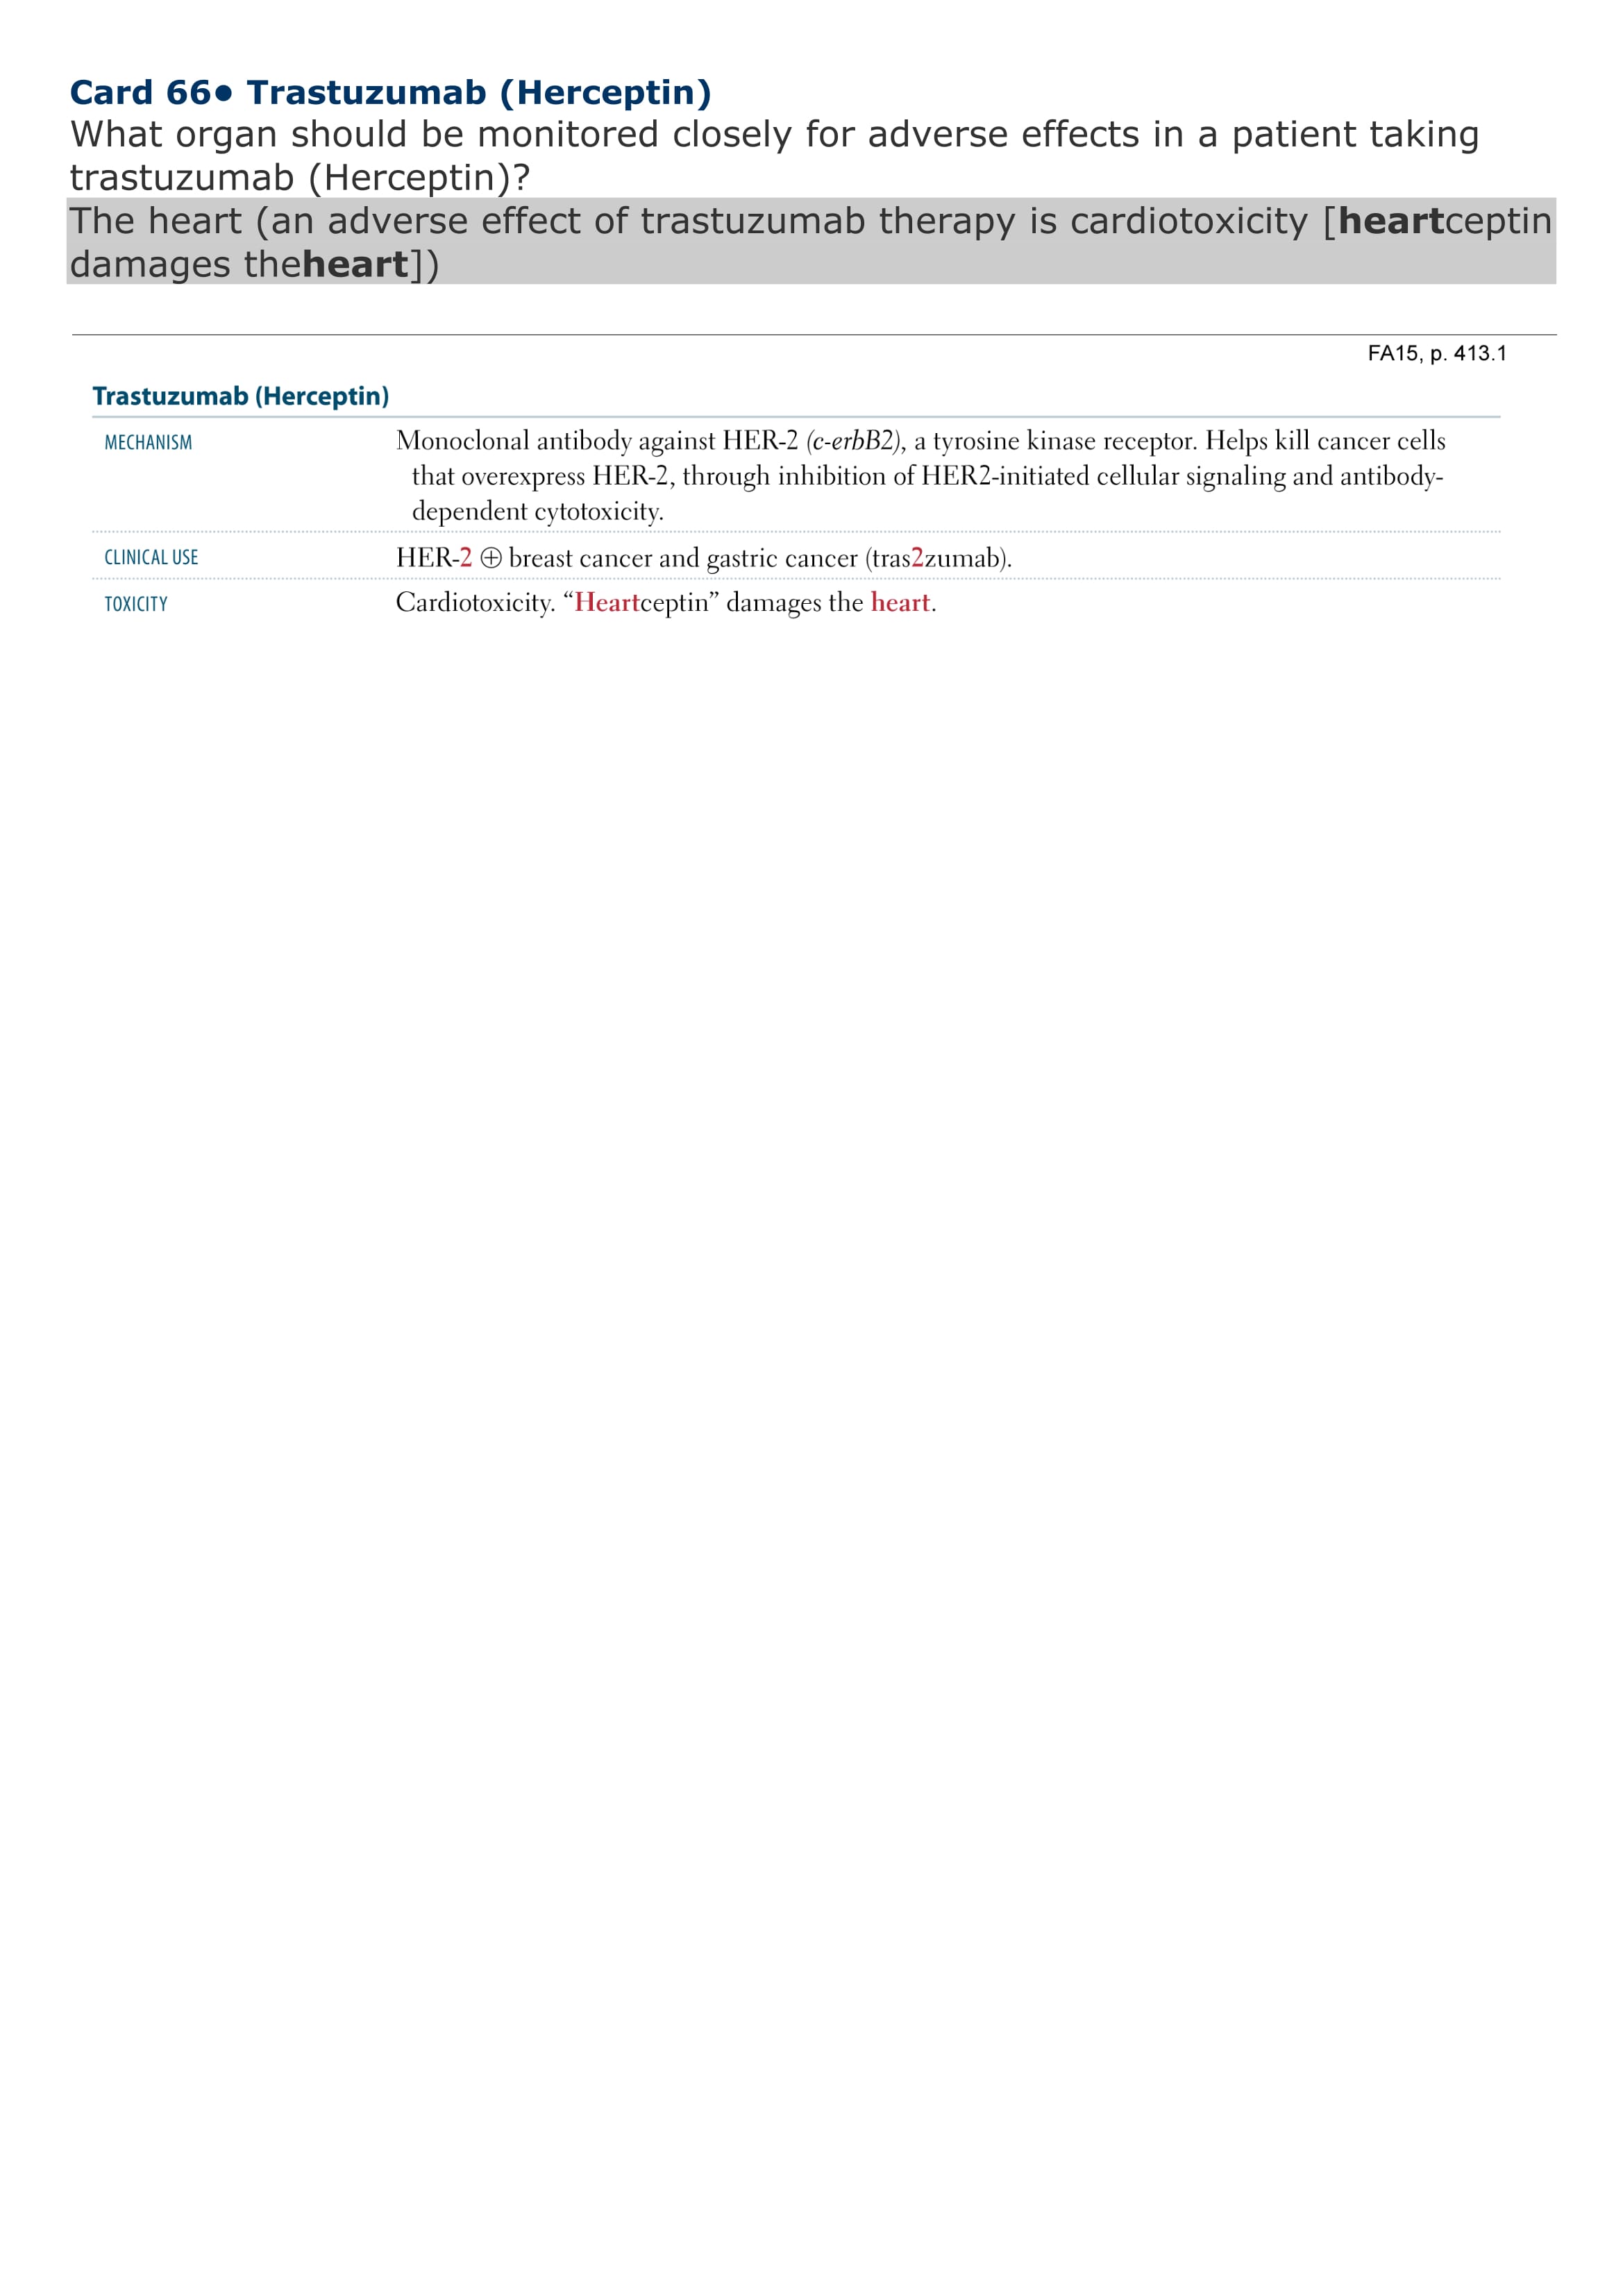 Card 66● Trastuzumab (Herceptin)
What organ should be monitored closely for adverse effects in a patient taking
trastuzumab (Herceptin)?
The heart (an adverse effect of trastuzumab therapy is cardiotoxicity [heartceptin
damages theheart])
FA15, p. 413.1
Trastuzumab (Herceptin)
MECHANISM Monoclonal antibody against HER-2 (c-erbB2), a tyrosine kinase receptor. Helps kill cancer cells
that overexpress HER-2, through inhibition of HER2-initiated cellular signaling and antibody-
dependent cytotoxicity.
CLINICAL USE HER-2 ⊕ breast cancer and gastric cancer (tras2zumab).
TOXICITY Cardiotoxicity. “Heartceptin” damages the heart.